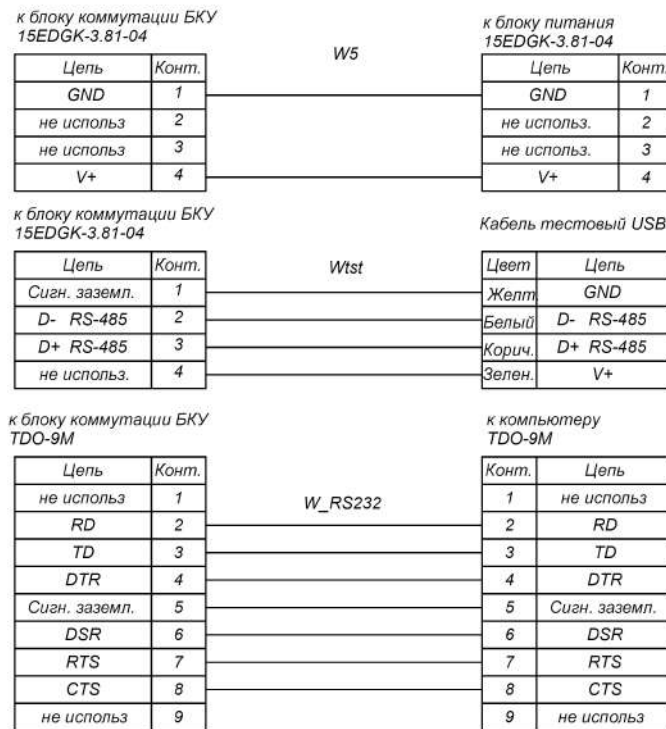 к блоку коммутации БКУ
15EDGK-3.81-04
W5
к блоку питания
15EDGK-3.81-04
Цепь Конт. Цепь Конт.
GND 1 GND 1
не использ 2 не использ. 2
не использ 3 не использ. 3
V+ 4 V+ 4
к блоку коммутации БКУ
15EDGK-3.81-04
Кабель тестовый USB
Цепь Конт. Wtst Цвет Цепь
Сигн. заземл. 1 Желт. GND
D- RS-485 2 Белый D- RS-485
D+ RS-485 3 Корич. D+ RS-485
не использ. 4 Зелен. V+
к блоку коммутации БКУ
TDO-9M
к компьютеру
TDO-9M
Цепь Конт. Конт. Цепь
не использ 1 W_RS232 1 не использ
RD 2 2 RD
TD 3 3 TD
DTR 4 4 DTR
Сигн. заземл. 5 5 Сигн. заземл.
DSR 6 6 DSR
RTS 7 7 RTS
CTS 8 8 CTS
не использ 9 9 не использ